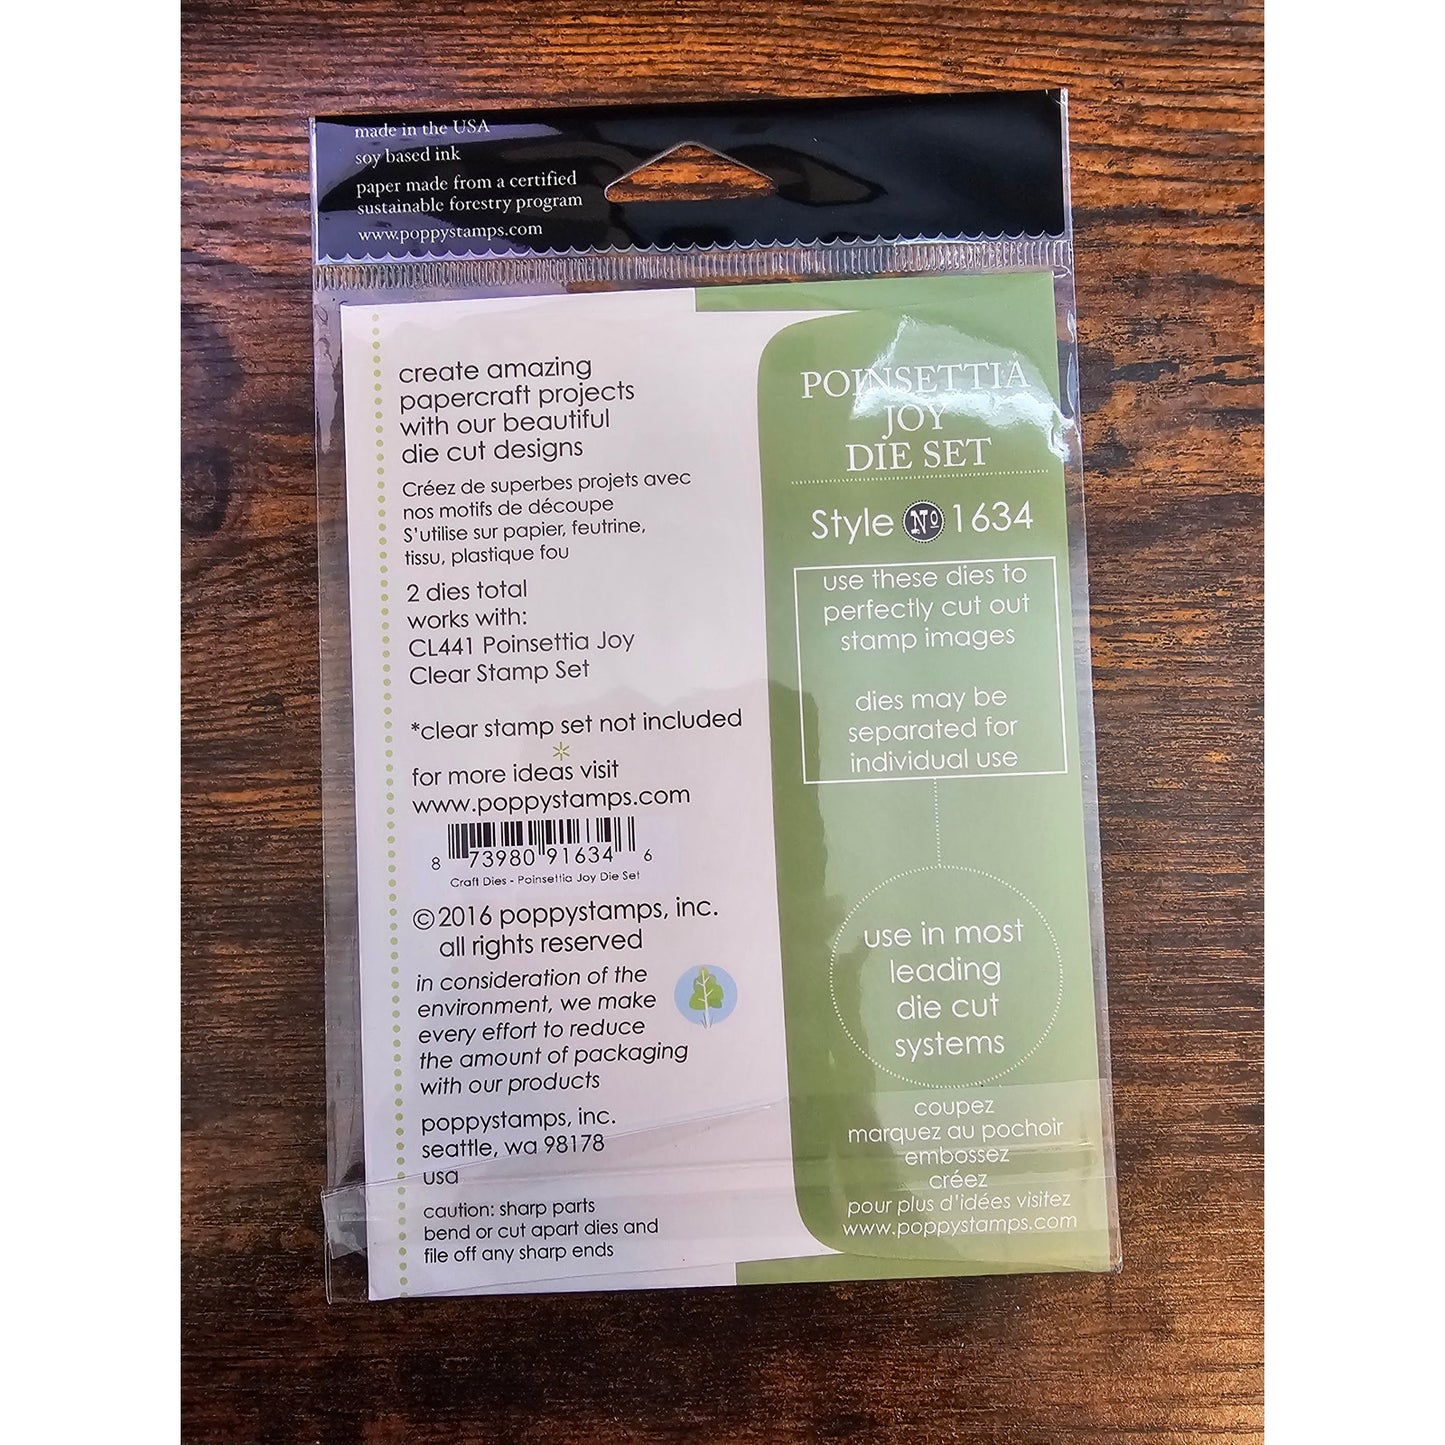 made in the USA
soy based ink
paper made from a certified
sustainable forestry program
www.poppystamps.com
create amazing
papercraft projects
with our beautiful
die cut designs
Créez de superbes projets avec
nos motifs de découpe
S'utilise sur papier, feutrine,
tissu, plastique fou
2 dies total
works with:
CL441 Poinsettia Joy
Clear Stamp Set
*clear stamp set not included
for more ideas visit
www.poppystamps.com
8 73980 91634 6
Craft Dies - Poinsettia Joy Die Set
©2016 poppystamps, inc.
all rights reserved
in consideration of the
environment, we make
every effort to reduce
the amount of packaging
with our products
poppystamps, inc.
seattle, wa 98178
usa
caution: sharp parts
bend or cut apart dies and
file off any sharp ends
POINSETTIA
JOY
DIE SET
Style No 1634
use these dies to
perfectly cut out
stamp images
dies may be
separated for
individual use
use in most
leading
die cut
systems
coupez
marquez au pochoir
embossez
créez
pour plus d'idées visitez
www.poppystamps.com